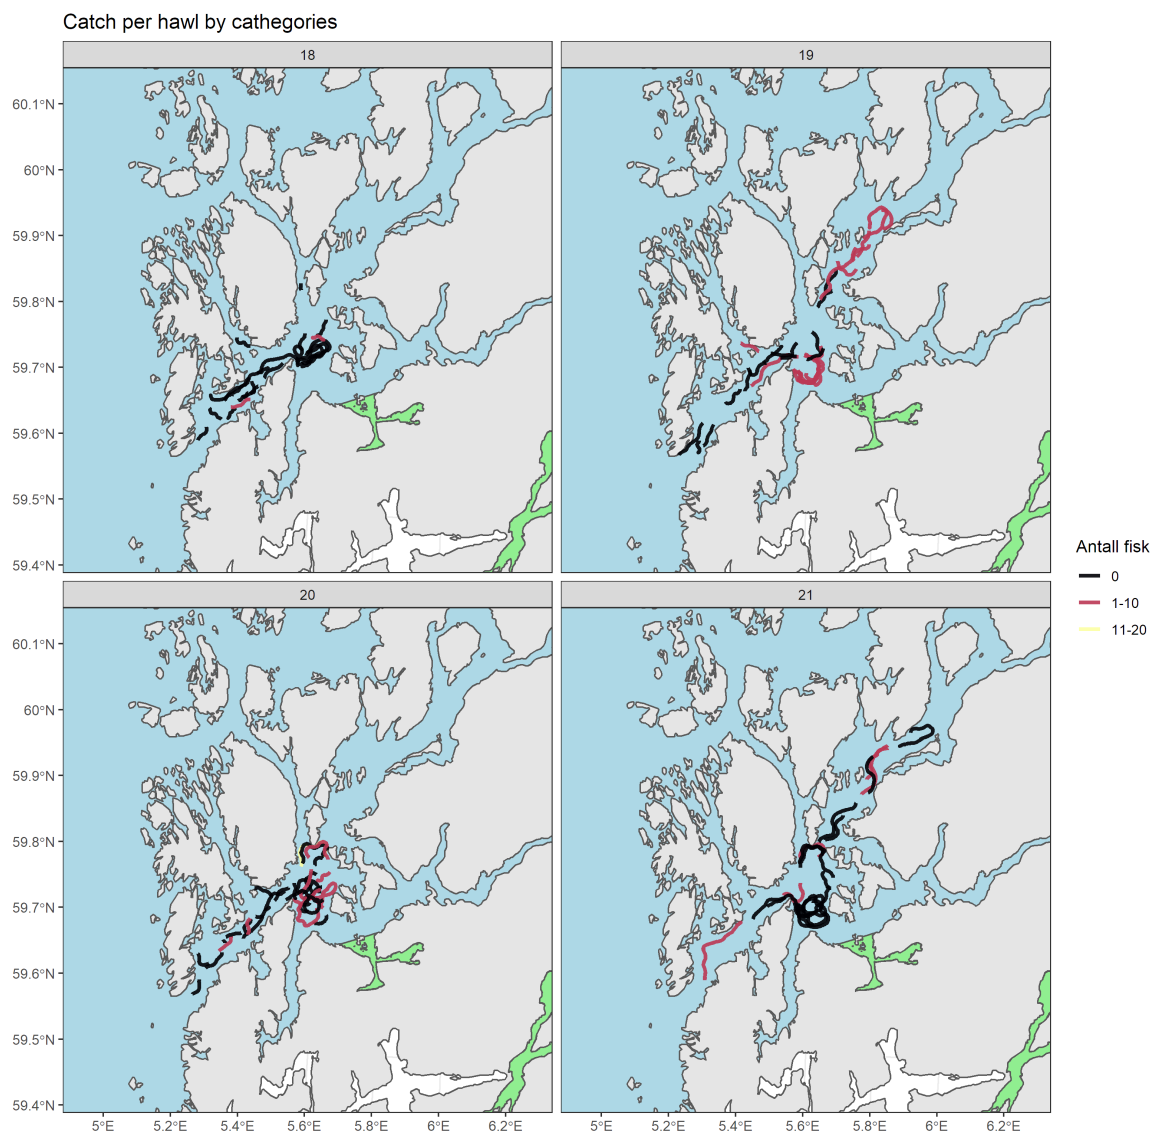 Catch per hawl by cathegories
18
19
60.1°N
60°N
59.9°N
59.8°N
59.7°N
59.6°N
59.5°N
59.4°N
Antall fisk
0
1-10
11-20
20
21
60.1°N
60°N
59.9°N
59.8°N
59.7°N
59.6°N
59.5°N
59.4°N
5°E 5.2°E 5.4°E 5.6°E 5.8°E 6°E 6.2°E
5°E 5.2°E 5.4°E 5.6°E 5.8°E 6°E 6.2°E